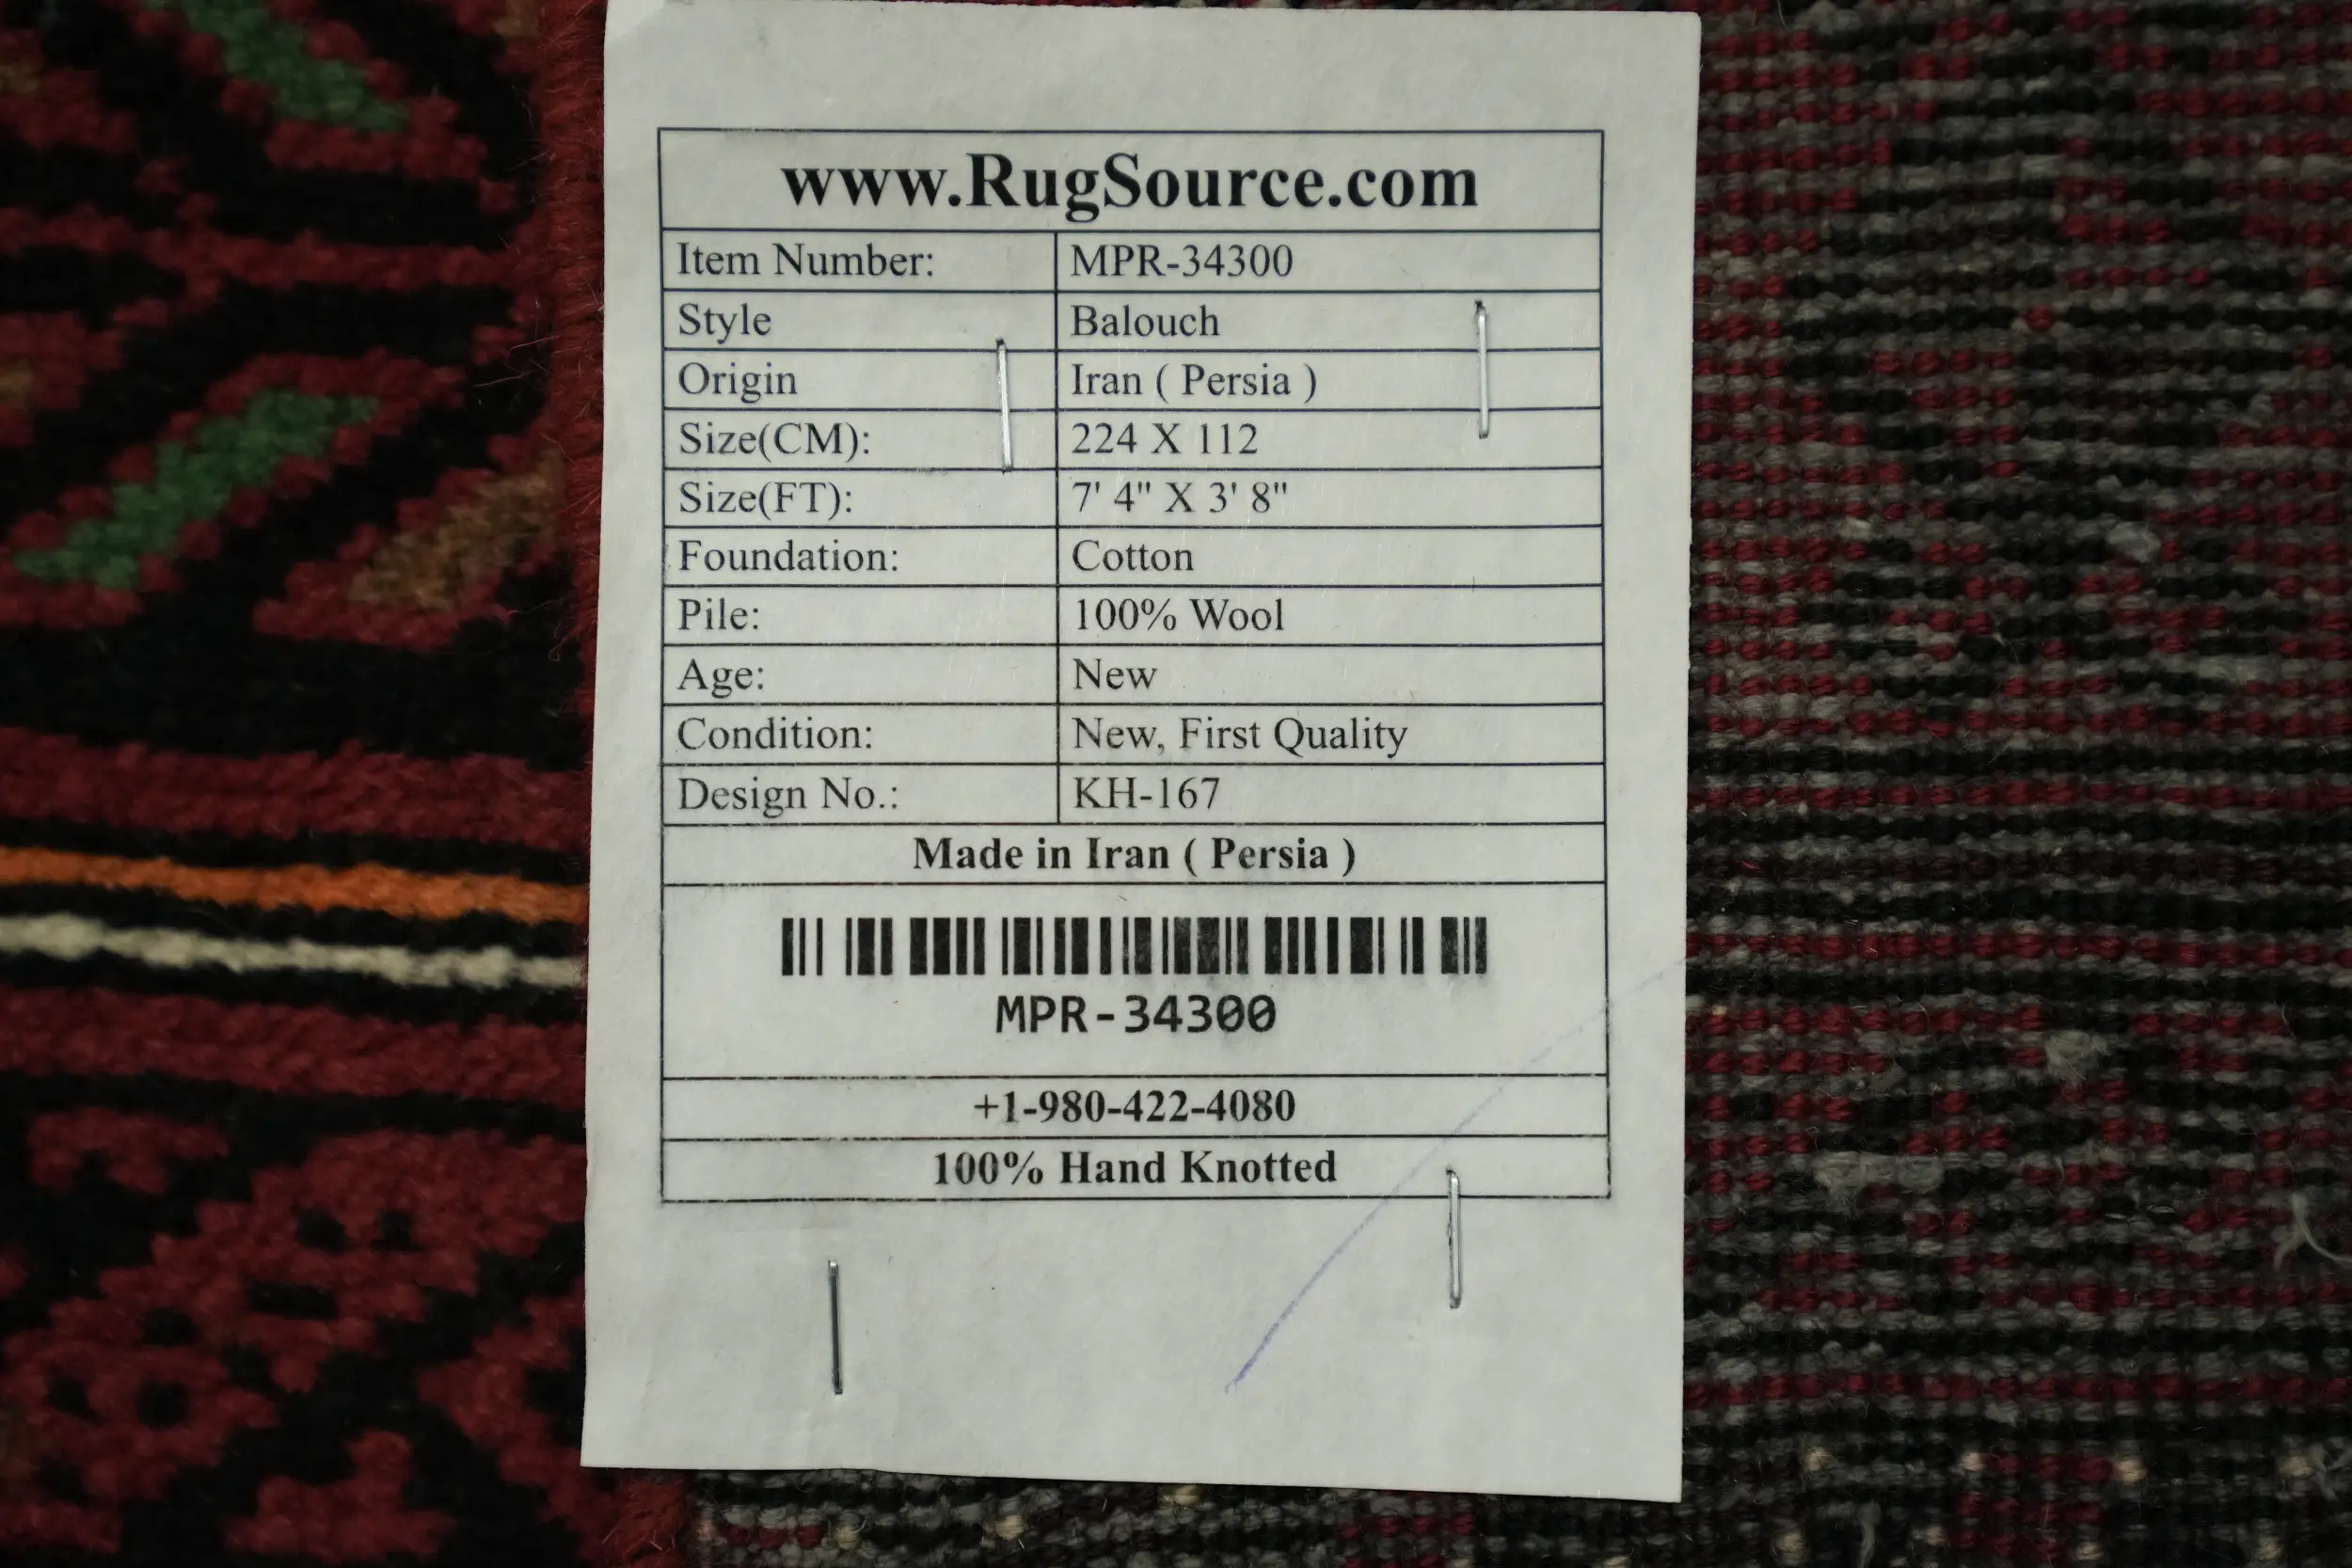 www.RugSource.com
Item Number: MPR-34300
Style Balouch
Origin Iran ( Persia )
Size(CM): 224 X 112
Size(FT): 7' 4" X 3' 8"
Foundation: Cotton
Pile: 100% Wool
Age: New
Condition: New, First Quality
Design No.: KH-167
Made in Iran ( Persia )
MPR-34300
+1-980-422-4080
100% Hand Knotted